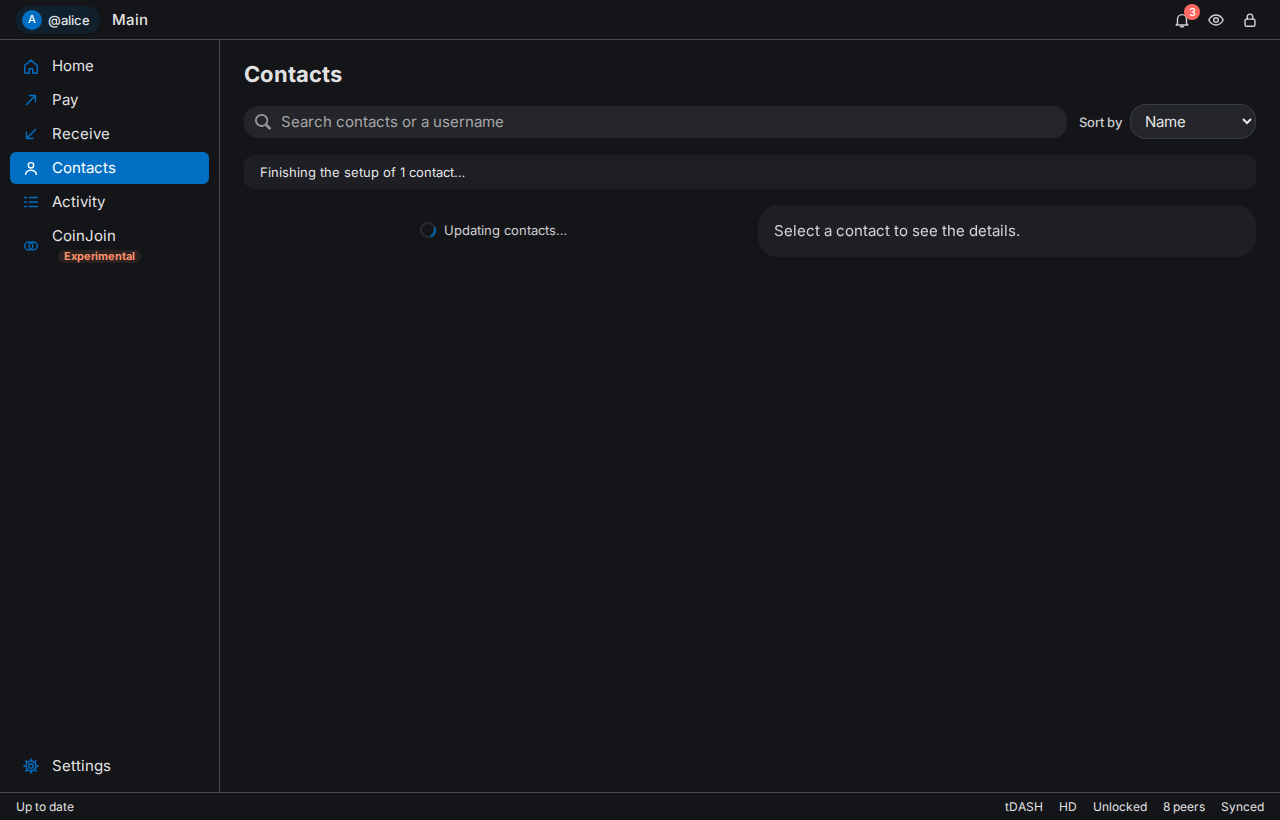 A @alice Main 3
Home
Pay
Receive
Contacts
Activity
CoinJoin
Experimental
Settings
Contacts
Search contacts or a username Sort by Name
Finishing the setup of 1 contact...
Updating contacts... Select a contact to see the details.
Up to date tDASH HD Unlocked 8 peers Synced